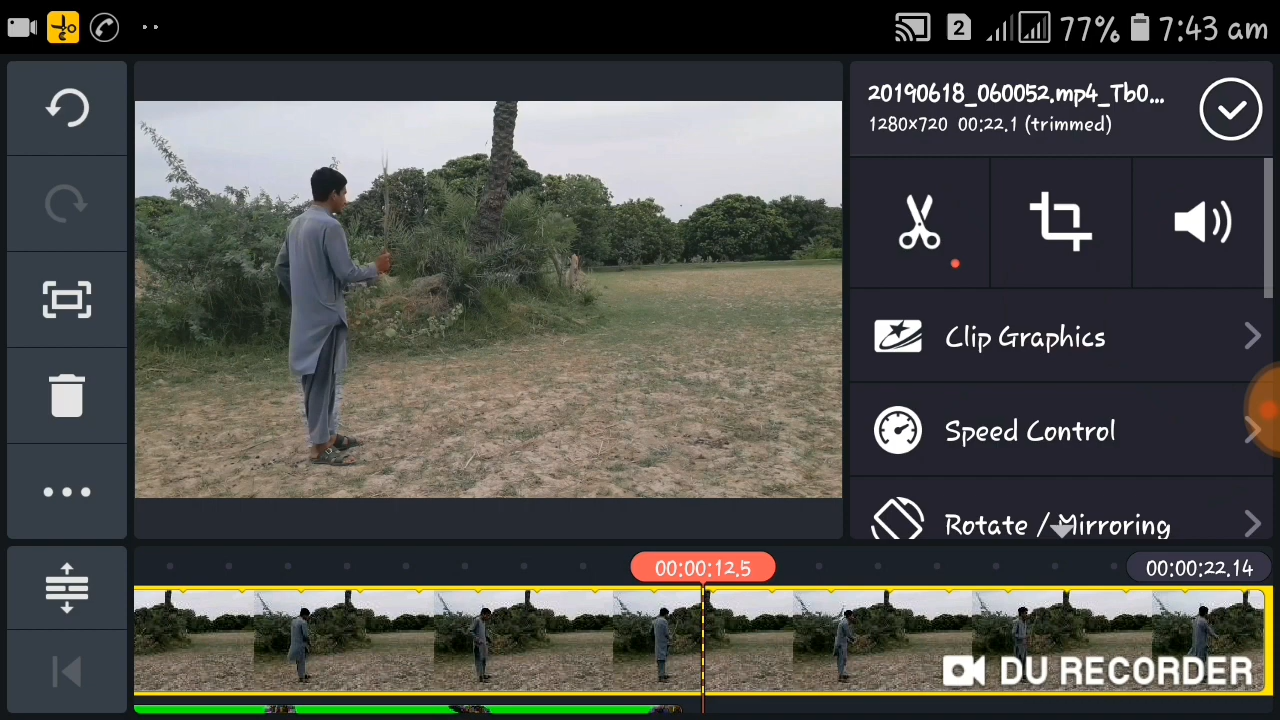 2 77% 7:43 am
20190618_060052.mp4_Tb0...
1280×720 00:22.1 (trimmed)
Clip Graphics
Speed Control
Rotate / Mirroring
00:00:12.5
00:00:22.14
DU RECORDER